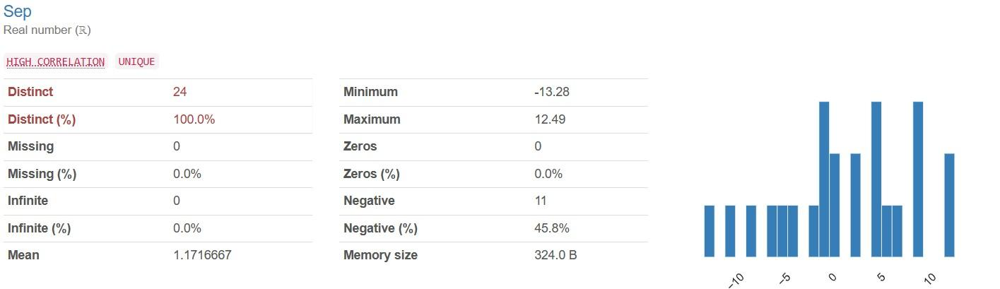 Sep
Real number (ℝ)
HIGH CORRELATION UNIQUE
Distinct 24
Distinct (%) 100.0%
Missing 0
Missing (%) 0.0%
Infinite 0
Infinite (%) 0.0%
Mean 1.1716667
Minimum -13.28
Maximum 12.49
Zeros 0
Zeros (%) 0.0%
Negative 11
Negative (%) 45.8%
Memory size 324.0 B
−10 −5 0 5 10